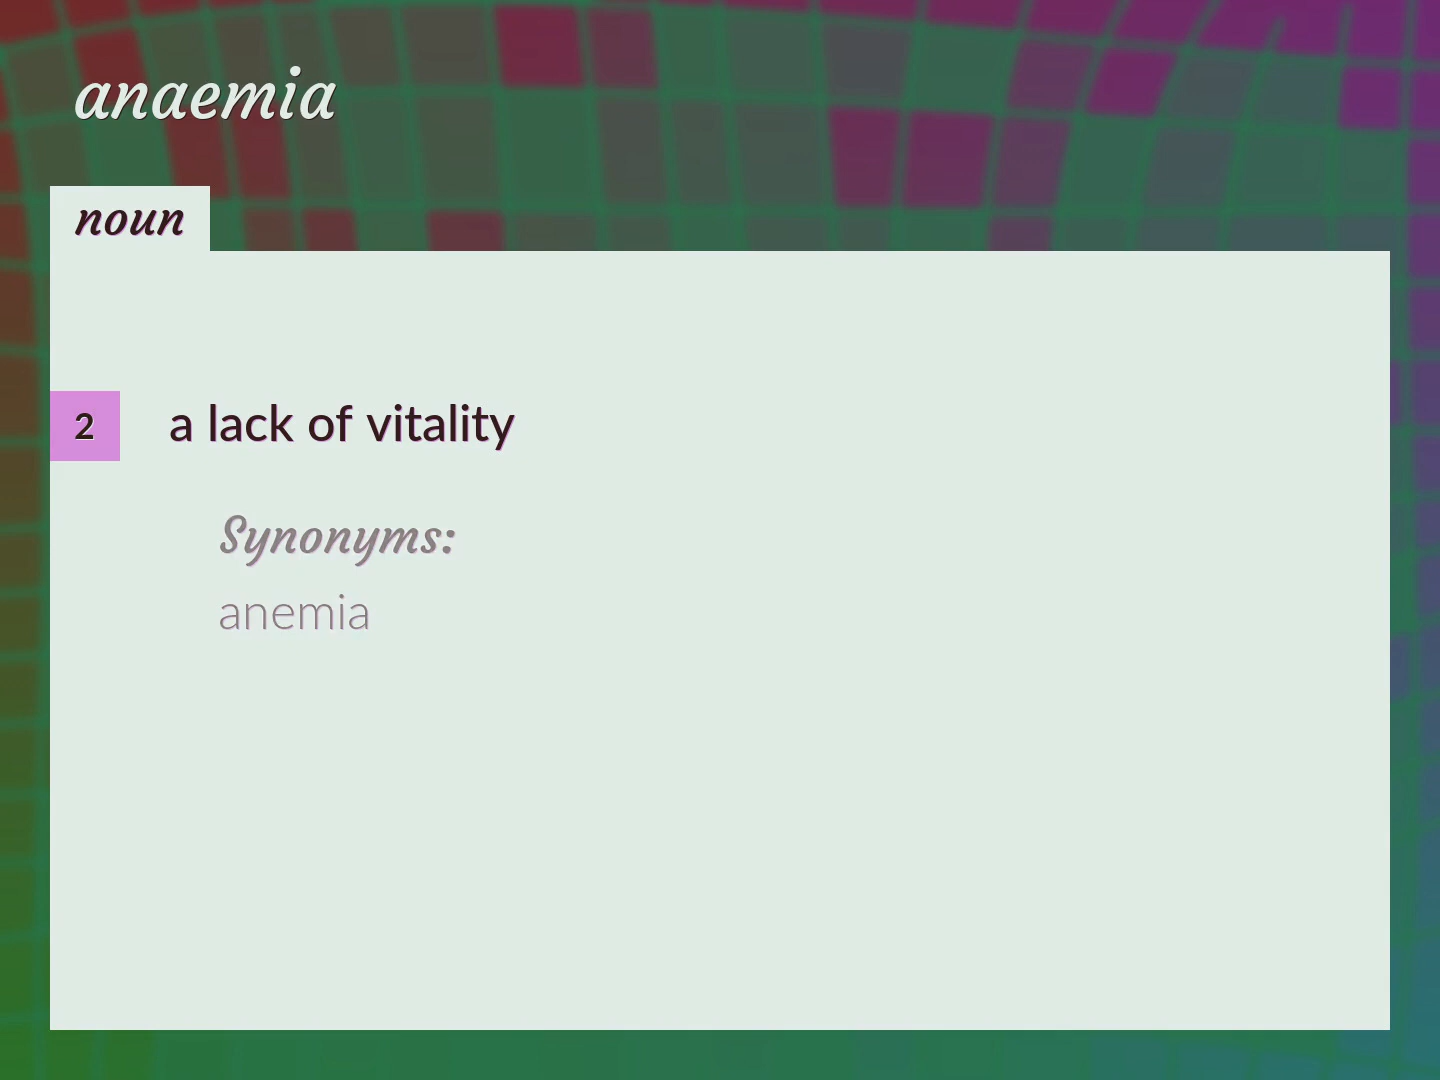 anaemia
noun
2
a lack of vitality
Synonyms:
anemia